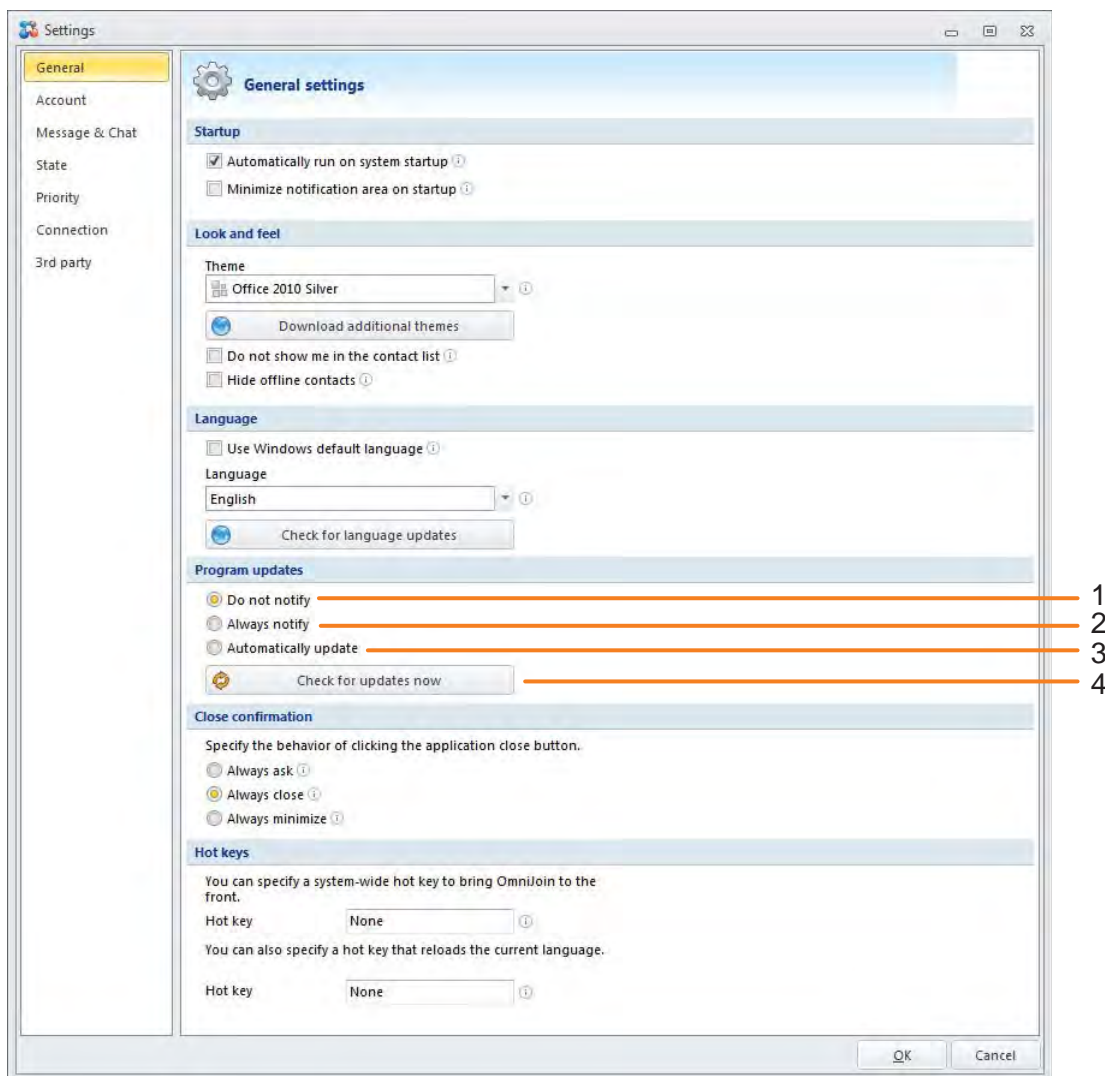 Settings
General
Account
Message & Chat
State
Priority
Connection
3rd party
General settings
Startup
Automatically run on system startup
Minimize notification area on startup
Look and feel
Theme
Office 2010 Silver
Download additional themes
Do not show me in the contact list
Hide offline contacts
Language
Use Windows default language
Language
English
Check for language updates
Program updates
Do not notify 1
Always notify 2
Automatically update 3
Check for updates now 4
Close confirmation
Specify the behavior of clicking the application close button.
Always ask
Always close
Always minimize
Hot keys
You can specify a system-wide hot key to bring OmniJoin to the
front.
Hot key None
You can also specify a hot key that reloads the current language.
Hot key None
OK Cancel